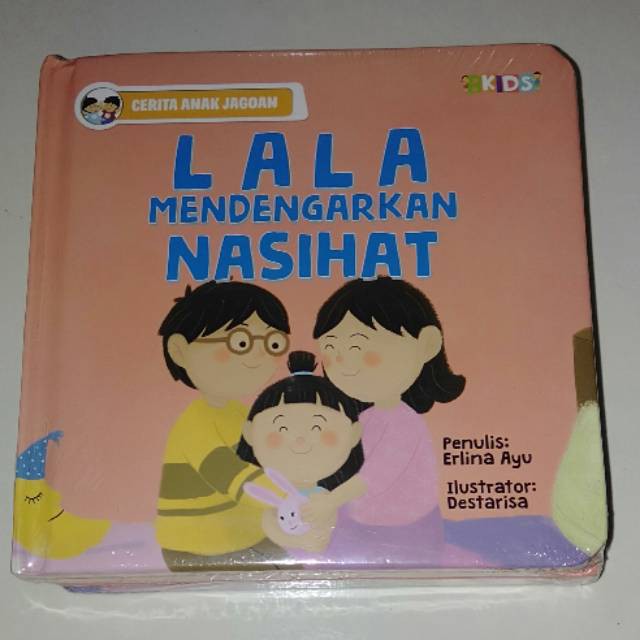 CERITA ANAK JAGOAN
KIDS
LALA
MENDENGARKAN
NASIHAT
Penulis:
Erlina Ayu
Ilustrator:
Destarisa